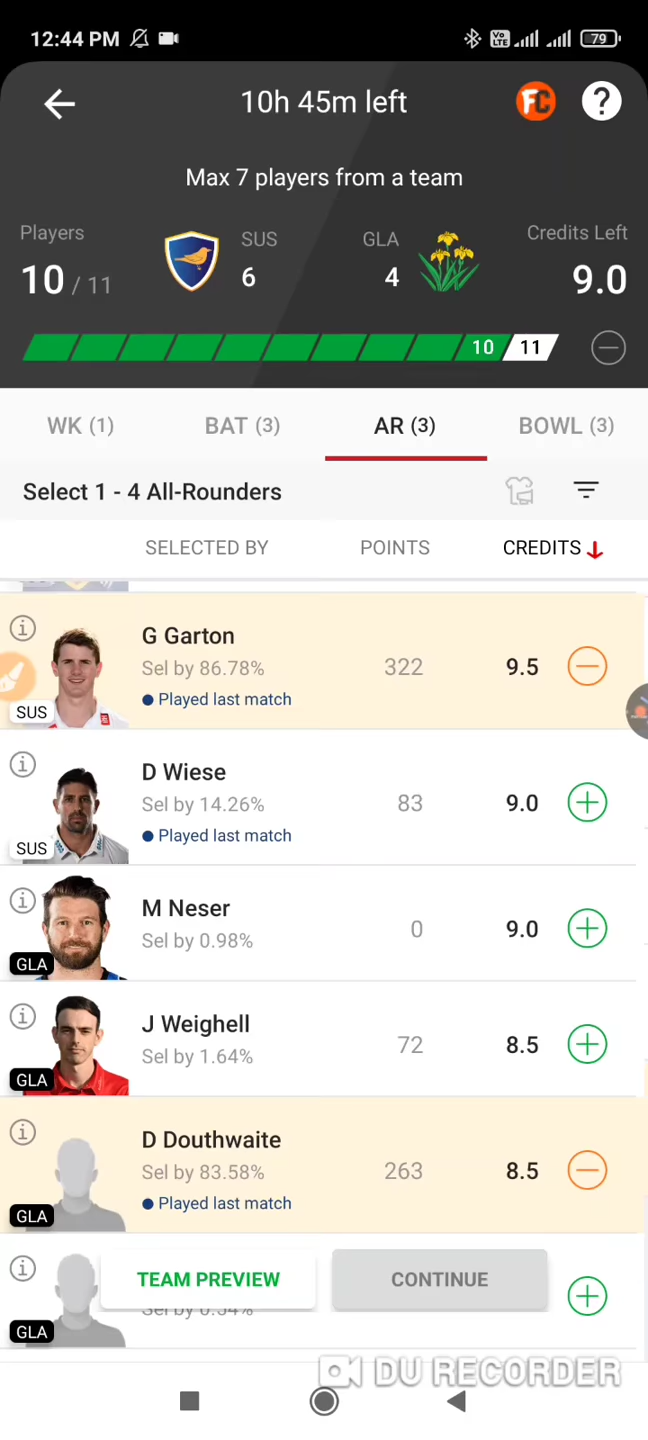 12:44 PM Vo LTE 79
10h 45m left FC ?
Max 7 players from a team
Players SUS GLA Credits Left
10 / 11 6 4 9.0
10 11
WK (1) BAT (3) AR (3) BOWL (3)
Select 1 - 4 All-Rounders
SELECTED BY POINTS CREDITS
G Garton
Sel by 86.78% 322 9.5
Played last match
SUS
D Wiese
Sel by 14.26% 83 9.0
Played last match
SUS
M Neser
Sel by 0.98% 0 9.0
GLA
J Weighell
Sel by 1.64% 72 8.5
GLA
D Douthwaite
Sel by 83.58% 263 8.5
Played last match
GLA
TEAM PREVIEW CONTINUE
GLA
DU RECORDER